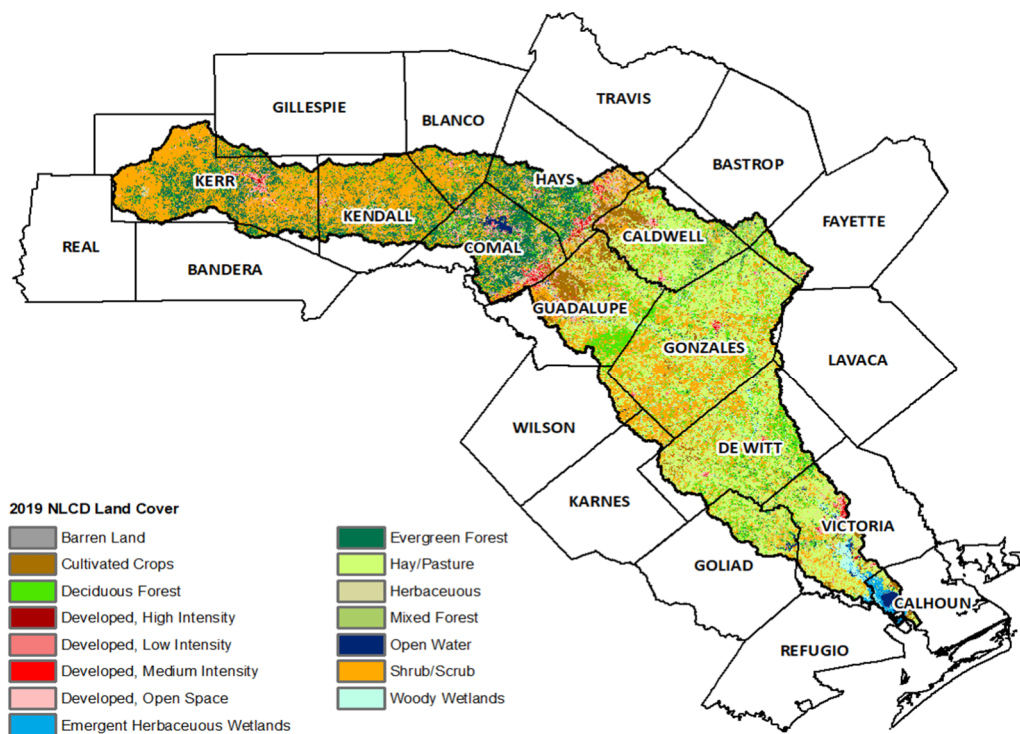 GILLESPIE
TRAVIS
BLANCO
BASTROP
KERR
HAYS
KENDALL
FAYETTE
REAL
COMAL
CALDWELL
BANDERA
GUADALUPE
GONZALES
LAVACA
WILSON
DE WITT
KARNES
VICTORIA
GOLIAD
CALHOUN
REFUGIO
2019 NLCD Land Cover
Barren Land
Cultivated Crops
Deciduous Forest
Developed, High Intensity
Developed, Low Intensity
Developed, Medium Intensity
Developed, Open Space
Emergent Herbaceuous Wetlands
Evergreen Forest
Hay/Pasture
Herbaceous
Mixed Forest
Open Water
Shrub/Scrub
Woody Wetlands